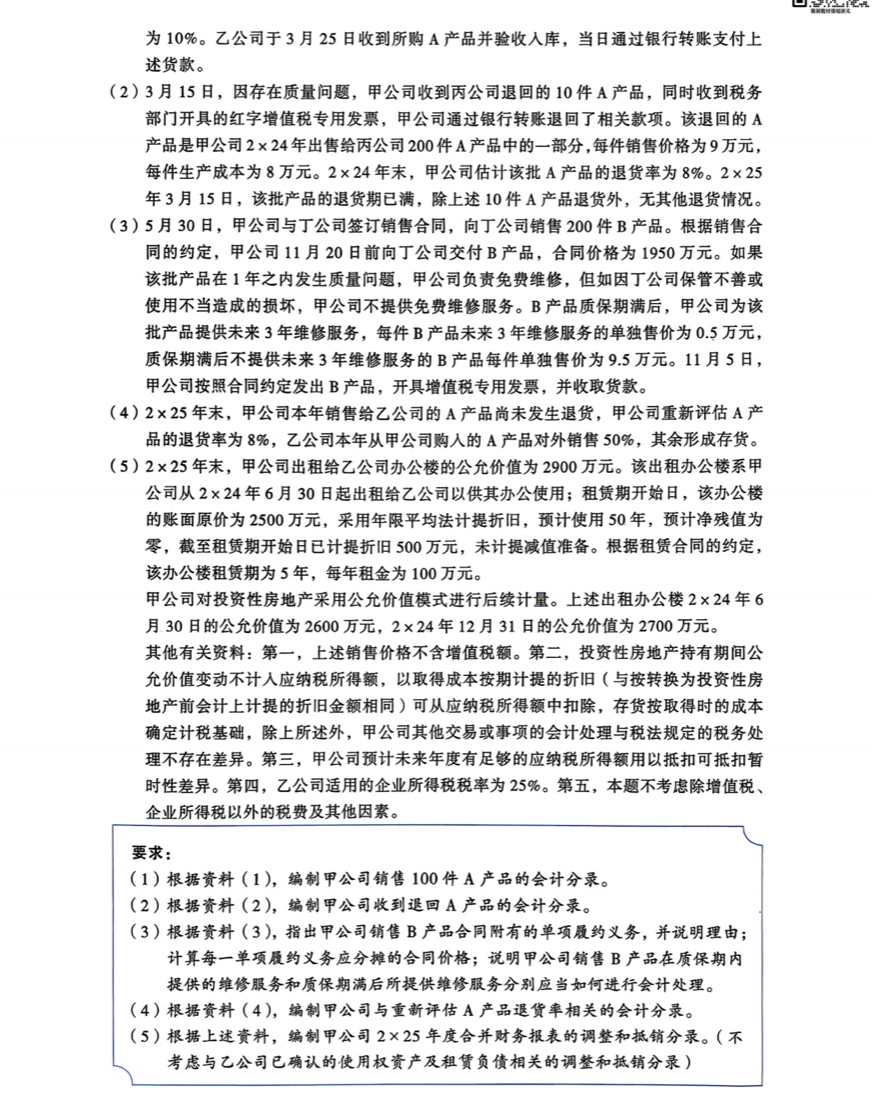 为 10%。乙公司于 3 月 25 日收到所购 A 产品并验收入库，当日通过银行转账支付上
述货款。
（2）3 月 15 日，因存在质量问题，甲公司收到丙公司退回的 10 件 A 产品，同时收到税务
部门开具的红字增值税专用发票，甲公司通过银行转账退回了相关款项。该退回的 A
产品是甲公司 2×24 年出售给丙公司 200 件 A 产品中的一部分，每件销售价格为 9 万元，
每件生产成本为 8 万元。2×24 年末，甲公司估计该批 A 产品的退货率为 8%。2×25
年 3 月 15 日，该批产品的退货期已满，除上述 10 件 A 产品退货外，无其他退货情况。
（3）5 月 30 日，甲公司与丁公司签订销售合同，向丁公司销售 200 件 B 产品。根据销售合
同的约定，甲公司 11 月 20 日前向丁公司交付 B 产品，合同价格为 1950 万元。如果
该批产品在 1 年之内发生质量问题，甲公司负责免费维修，但如因丁公司保管不善或
使用不当造成的损坏，甲公司不提供免费维修服务。B 产品质保期满后，甲公司为该
批产品提供未来 3 年维修服务，每件 B 产品未来 3 年维修服务的单独售价为 0.5 万元，
质保期满后不提供未来 3 年维修服务的 B 产品每件单独售价为 9.5 万元。11 月 5 日，
甲公司按照合同约定发出 B 产品，开具增值税专用发票，并收取货款。
（4）2×25 年末，甲公司本年销售给乙公司的 A 产品尚未发生退货，甲公司重新评估 A 产
品的退货率为 8%，乙公司本年从甲公司购入的 A 产品对外销售 50%，其余形成存货。
（5）2×25 年末，甲公司出租给乙公司办公楼的公允价值为 2900 万元。该出租办公楼系甲
公司从 2×24 年 6 月 30 日起出租给乙公司以供其办公使用；租赁期开始日，该办公楼
的账面原价为 2500 万元，采用年限平均法计提折旧，预计使用 50 年，预计净残值为
零，截至租赁期开始日已计提折旧 500 万元，未计提减值准备。根据租赁合同的约定，
该办公楼租赁期为 5 年，每年租金为 100 万元。
甲公司对投资性房地产采用公允价值模式进行后续计量。上述出租办公楼 2×24 年 6
月 30 日的公允价值为 2600 万元，2×24 年 12 月 31 日的公允价值为 2700 万元。
其他有关资料：第一，上述销售价格不含增值税额。第二，投资性房地产持有期间公
允价值变动不计入应纳税所得额，以取得成本按期计提的折旧（与按转换为投资性房
地产前会计上计提的折旧金额相同）可从应纳税所得额中扣除，存货按取得时的成本
确定计税基础，除上所述外，甲公司其他交易或事项的会计处理与税法规定的税务处
理不存在差异。第三，甲公司预计未来年度有足够的应纳税所得额用以抵扣可抵扣暂
时性差异。第四，乙公司适用的企业所得税税率为 25%。第五，本题不考虑除增值税、
企业所得税以外的税费及其他因素。
要求：
（1）根据资料（1），编制甲公司销售 100 件 A 产品的会计分录。
（2）根据资料（2），编制甲公司收到退回 A 产品的会计分录。
（3）根据资料（3），指出甲公司销售 B 产品合同附有的单项履约义务，并说明理由；
计算每一单项履约义务应分摊的合同价格；说明甲公司销售 B 产品在质保期内
提供的维修服务和质保期满后所提供维修服务分别应当如何进行会计处理。
（4）根据资料（4），编制甲公司与重新评估 A 产品退货率相关的会计分录。
（5）根据上述资料，编制甲公司 2×25 年度合并财务报表的调整和抵销分录。（不
考虑与乙公司已确认的使用权资产及租赁负债相关的调整和抵销分录）